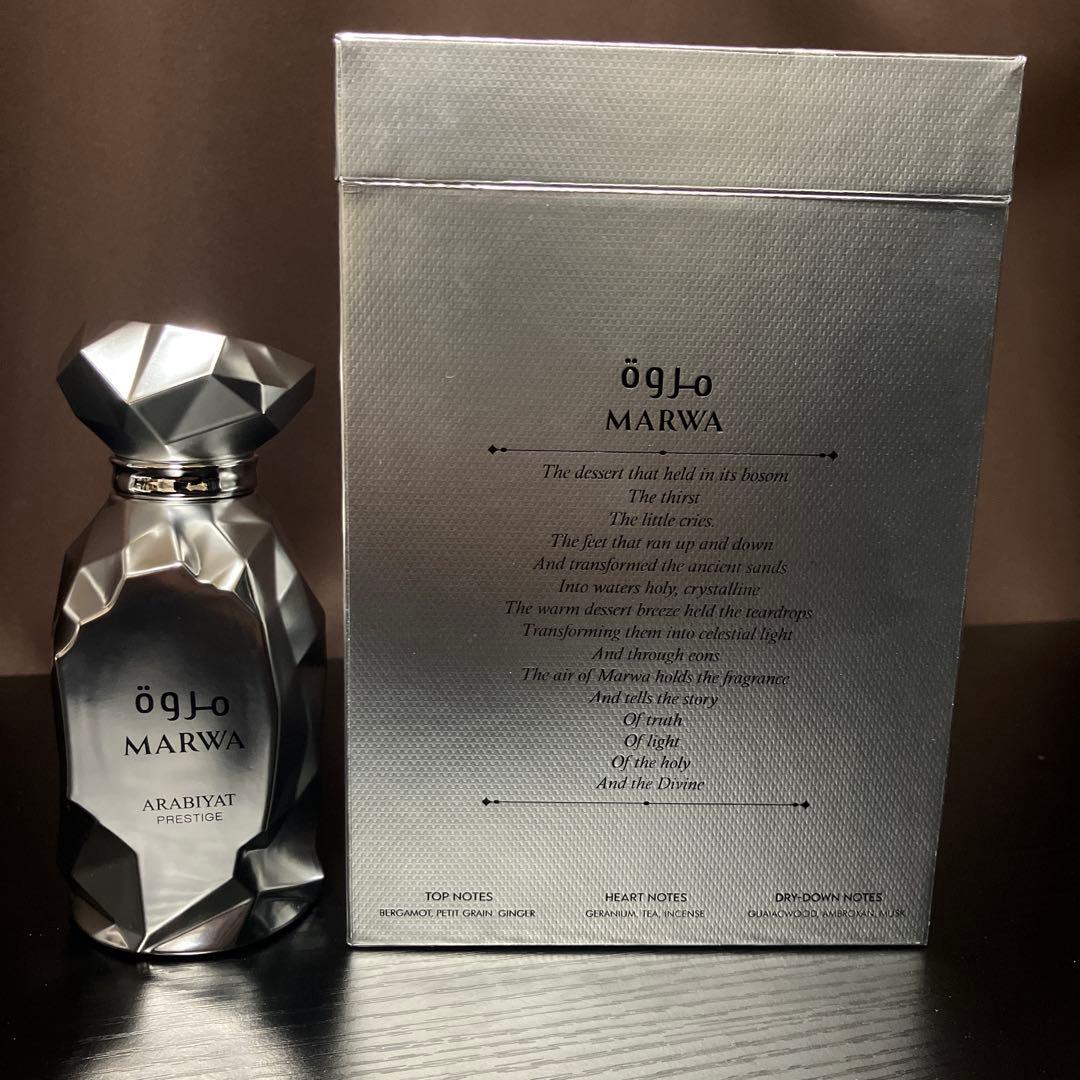 مروة
MARWA
ARABIYAT
PRESTIGE
مروة
MARWA
The dessert that held in its bosom
The thirst
The little cries.
The feet that ran up and down
And transformed the ancient sands
Into waters holy, crystalline
The warm dessert breeze held the teardrops
Transforming them into celestial light
And through eons
The air of Marwa holds the fragrance
And tells the story
Of truth
Of light
Of the holy
And the Divine
TOP NOTES
BERGAMOT, PETIT GRAIN, GINGER
HEART NOTES
GERANIUM, TEA, INCENSE
DRY-DOWN NOTES
GUAIACWOOD, AMBROXAN, MUSK